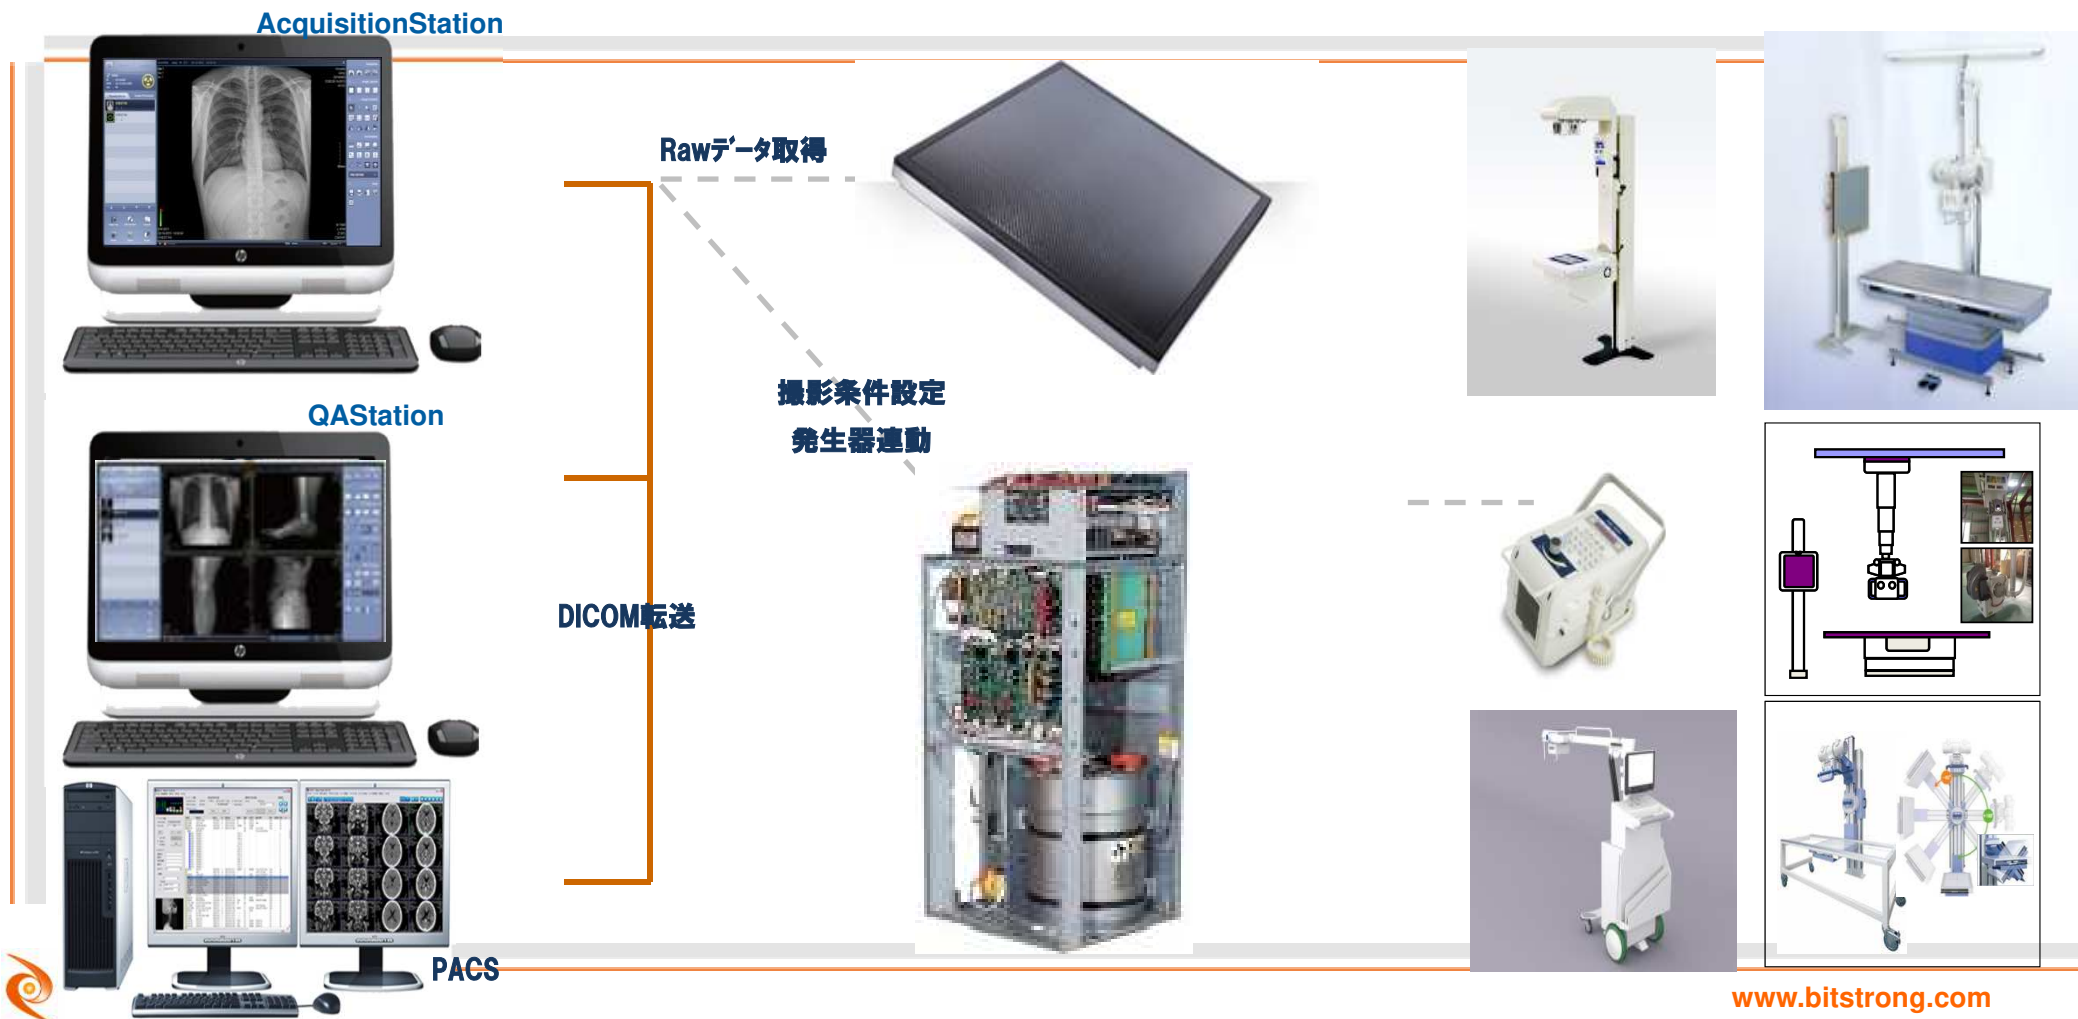 AcquisitionStation
Rawデータ取得
撮影条件設定
発生器連動
QAStation
DICOM転送
PACS
www.bitstrong.com